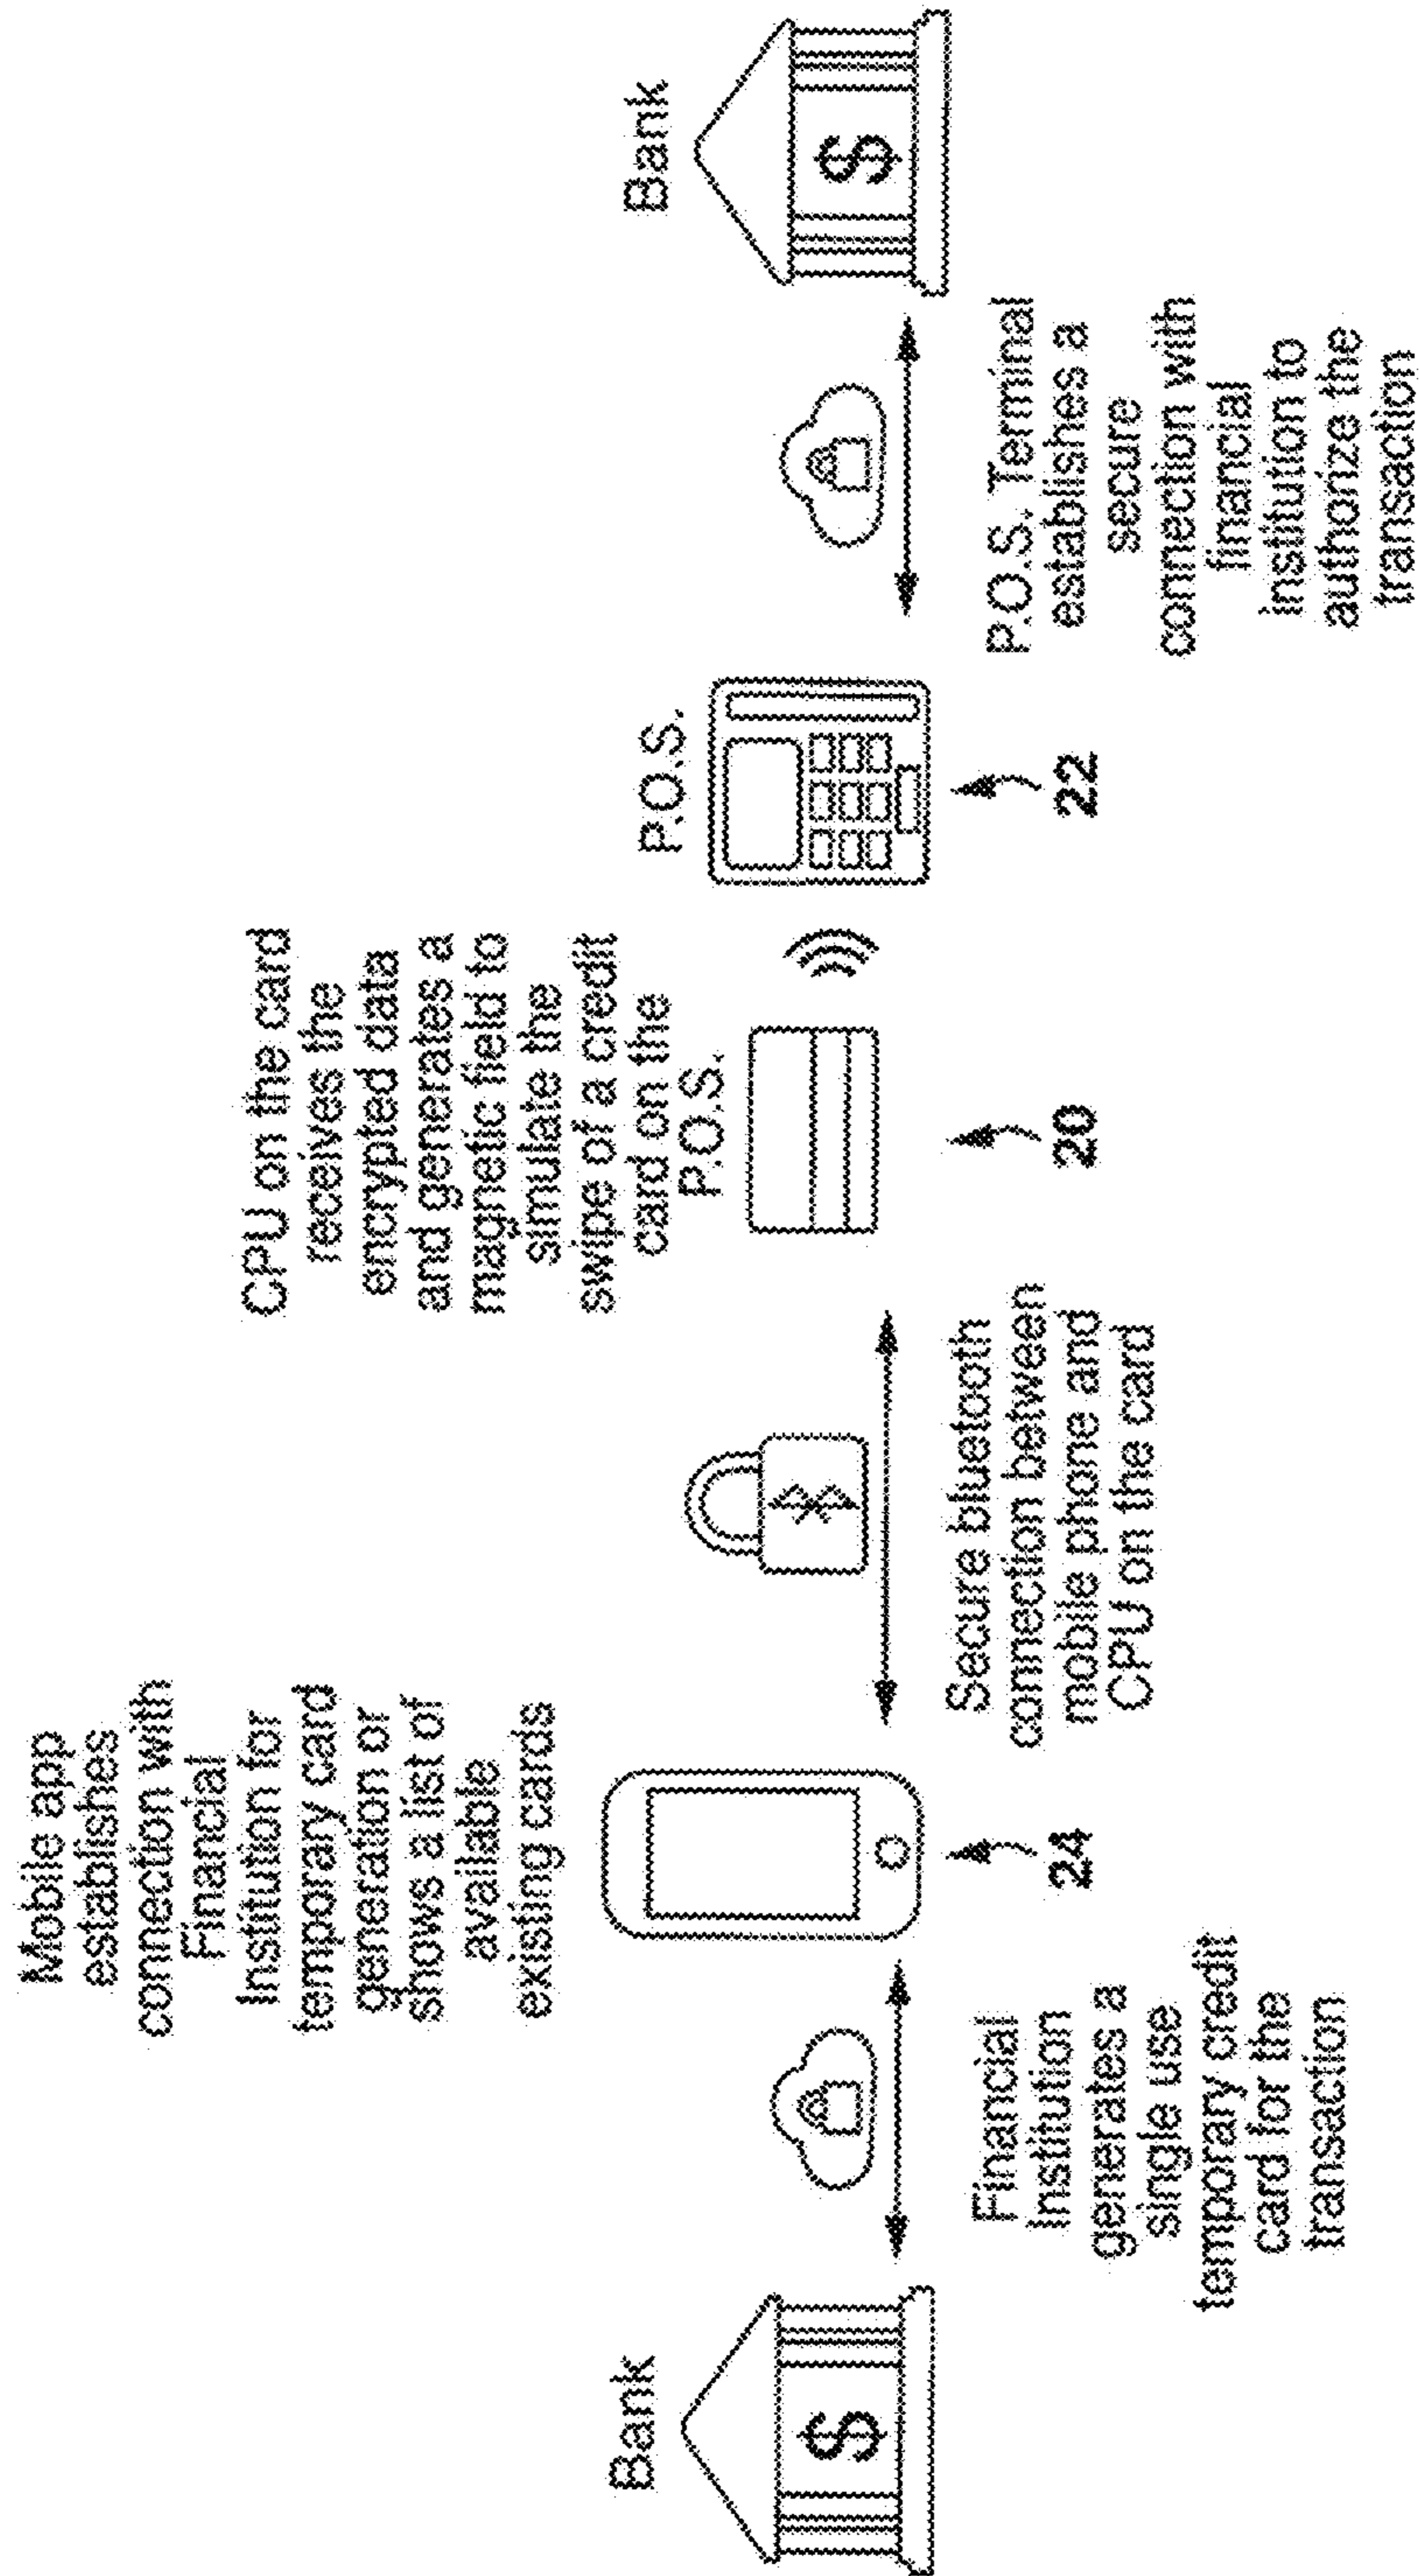 Bank
Financial
Institution
generates a
single use
temporary credit
card for the
transaction
Mobile app
establishes
connection with
Financial
Institution for
temporary card
generation or
shows a list of
available
existing cards
24
Secure bluetooth
connection between
mobile phone and
CPU on the card
CPU on the card
receives the
encrypted data
and generates a
magnetic field to
simulate the
swipe of a credit
card on the
P.O.S.
20
P.O.S.
22
P.O.S. Terminal
establishes a
secure
connection with
financial
institution to
authorize the
transaction
Bank
$
$